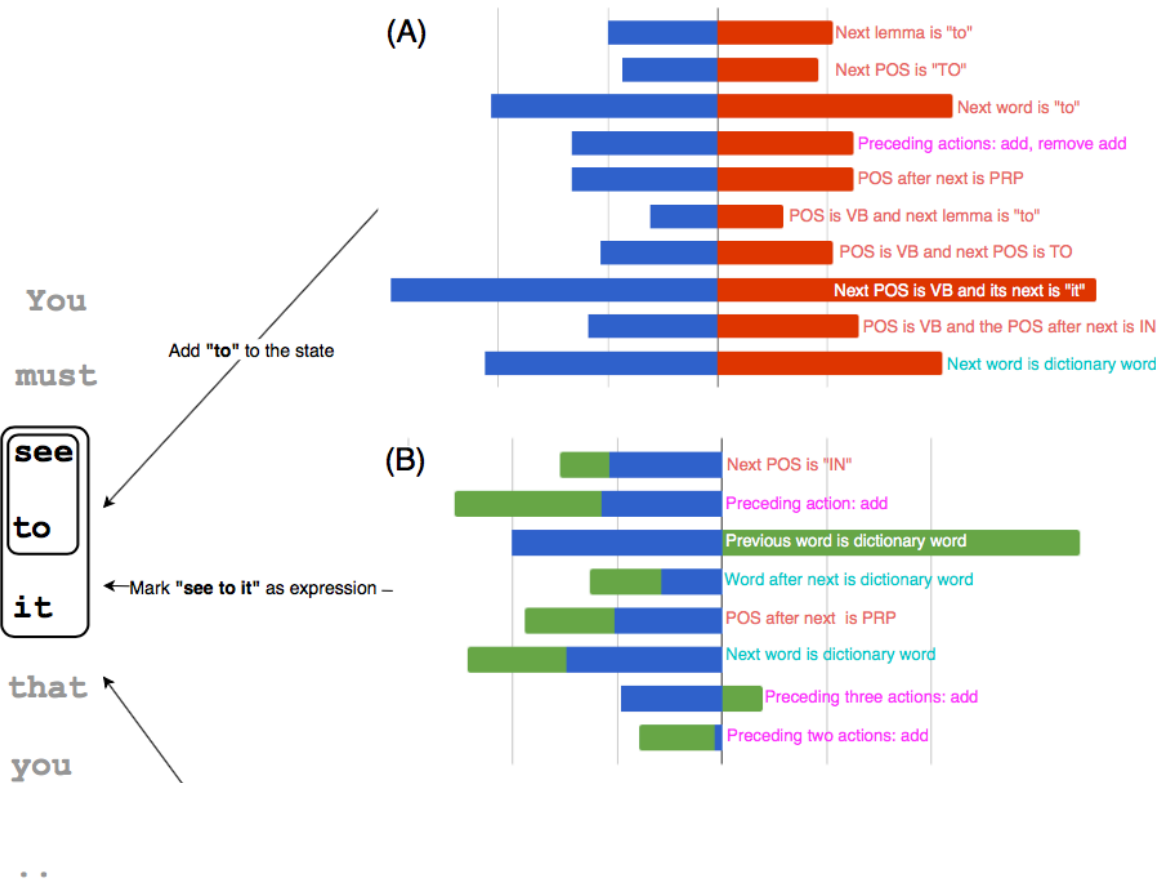 (A)
Next lemma is "to"
Next POS is "TO"
Next word is "to"
Preceding actions: add, remove add
POS after next is PRP
POS is VB and next lemma is "to"
POS is VB and next POS is TO
Next POS is VB and its next is "it"
POS is VB and the POS after next is IN
Next word is dictionary word
You
must
see
to
it
that
you
..
Add "to" to the state
Mark "see to it" as expression –
(B)
Next POS is "IN"
Preceding action: add
Previous word is dictionary word
Word after next is dictionary word
POS after next is PRP
Next word is dictionary word
Preceding three actions: add
Preceding two actions: add